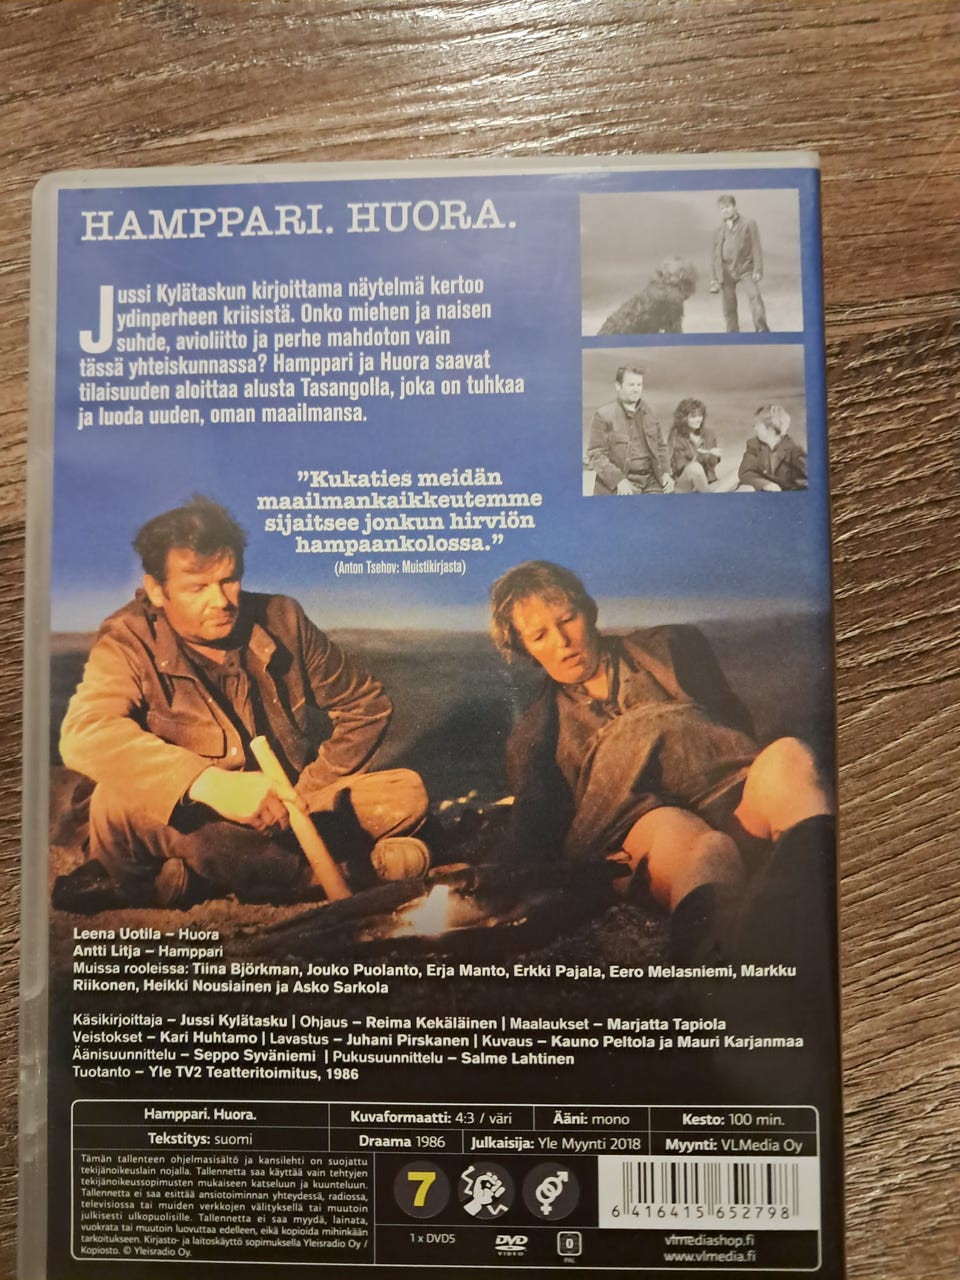 HAMPPARI. HUORA.
Jussi Kylätaskun kirjoittama näytelmä kertoo
ydinperheen kriisistä. Onko miehen ja naisen
suhde, avioliitto ja perhe mahdoton vain
tässä yhteiskunnassa? Hamppari ja Huora saavat
tilaisuuden aloittaa alusta Tasangolla, joka on tuhkaa
ja luoda uuden, oman maailmansa.
”Kukaties meidän
maailmankaikkeutemme
sijaitsee jonkun hirviön
hampaankolossa.”
(Anton Tsehov: Muistikirjasta)
Leena Uotila – Huora
Antti Litja – Hamppari
Muissa rooleissa: Tiina Björkman, Jouko Puolanto, Erja Manto, Erkki Pajala, Eero Melasniemi, Markku
Riikonen, Heikki Nousiainen ja Asko Sarkola
Käsikirjoittaja – Jussi Kylätasku | Ohjaus – Reima Kekäläinen | Maalaukset – Marjatta Tapiola
Veistokset – Kari Huhtamo | Lavastus – Juhani Pirskanen | Kuvaus – Kauno Peltola ja Mauri Karjanmaa
Äänisuunnittelu – Seppo Syväniemi | Pukusuunnittelu – Salme Lahtinen
Tuotanto – Yle TV2 Teatteritoimitus, 1986
Hamppari. Huora. Kuvaformaatti: 4:3 / väri Ääni: mono Kesto: 100 min.
Tekstitys: suomi Draama 1986 Julkaisija: Yle Myynti 2018 Myynti: VLMedia Oy
Tämän tallenteen ohjelmasisältö ja kansilehti on suojattu
tekijänoikeuslain nojalla. Tallennetta saa käyttää vain tehtyjen
tekijänoikeussopimusten mukaiseen katseluun ja kuunteluun.
Tallennetta ei saa esittää ansiotoiminnan yhteydessä, radiossa,
televisiossa tai muiden verkkojen välityksellä tai muutoin
julkisesti ulkopuolisille. Tallennetta ei saa myydä, lainata,
vuokrata tai muutoin luovuttaa edelleen, eikä kopioida mihinkään
tarkoitukseen. Kirjasto- ja laitoskäyttö sopimuksella Yleisradio Oy /
Kopiosto. © Yleisradio Oy.
7
1 x DVD5
DVD
VIDEO
0
PAL
6 416415 652798
vlmediashop.fi
www.vlmedia.fi